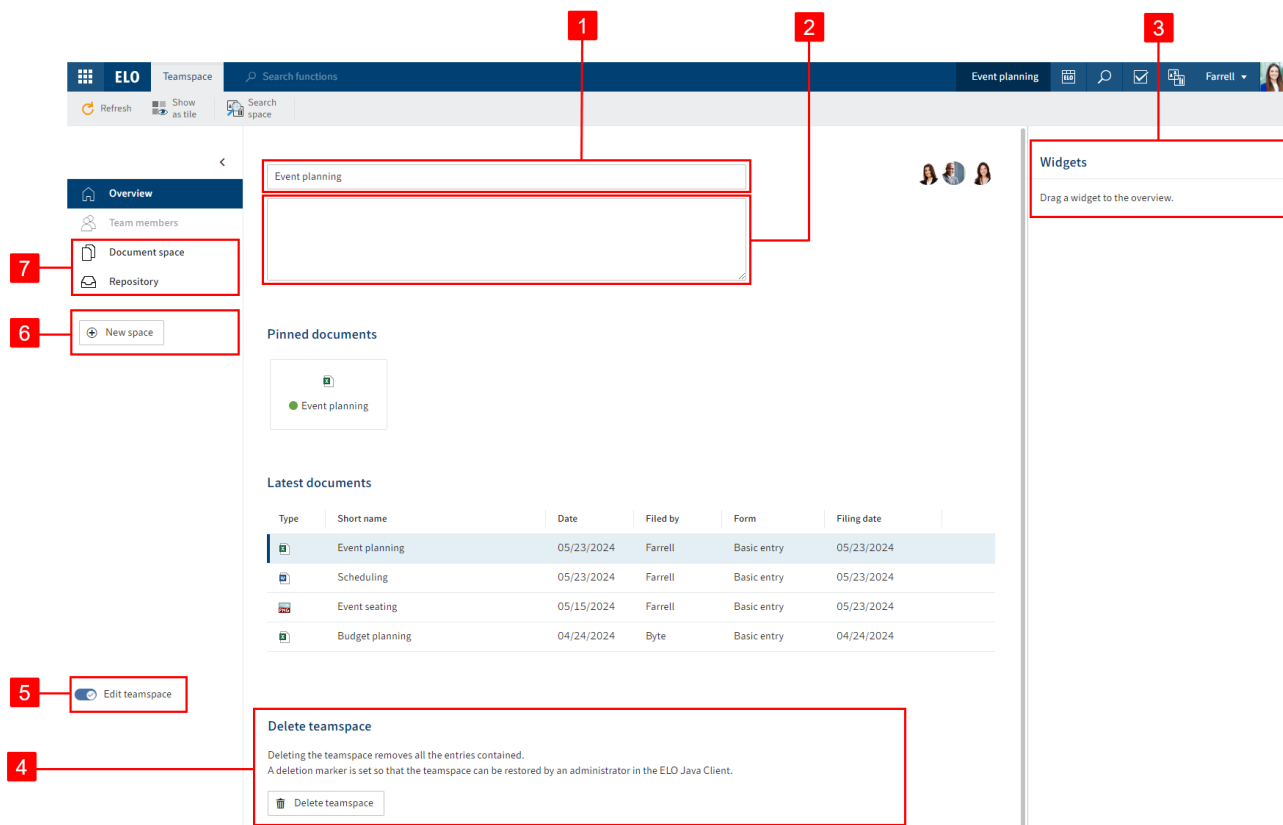 1
2
3
ELO Teamspace Search functions Event planning Farrell
Refresh Show as tile Search space
Event planning
Widgets
Drag a widget to the overview.
Overview
Team members
7
Document space
Repository
6
New space
Pinned documents
Event planning
Latest documents
Type Short name Date Filed by Form Filing date
Event planning 05/23/2024 Farrell Basic entry 05/23/2024
Scheduling 05/23/2024 Farrell Basic entry 05/23/2024
Event seating 05/15/2024 Farrell Basic entry 05/23/2024
Budget planning 04/24/2024 Byte Basic entry 04/24/2024
5
Edit teamspace
4
Delete teamspace
Deleting the teamspace removes all the entries contained.
A deletion marker is set so that the teamspace can be restored by an administrator in the ELO Java Client.
Delete teamspace